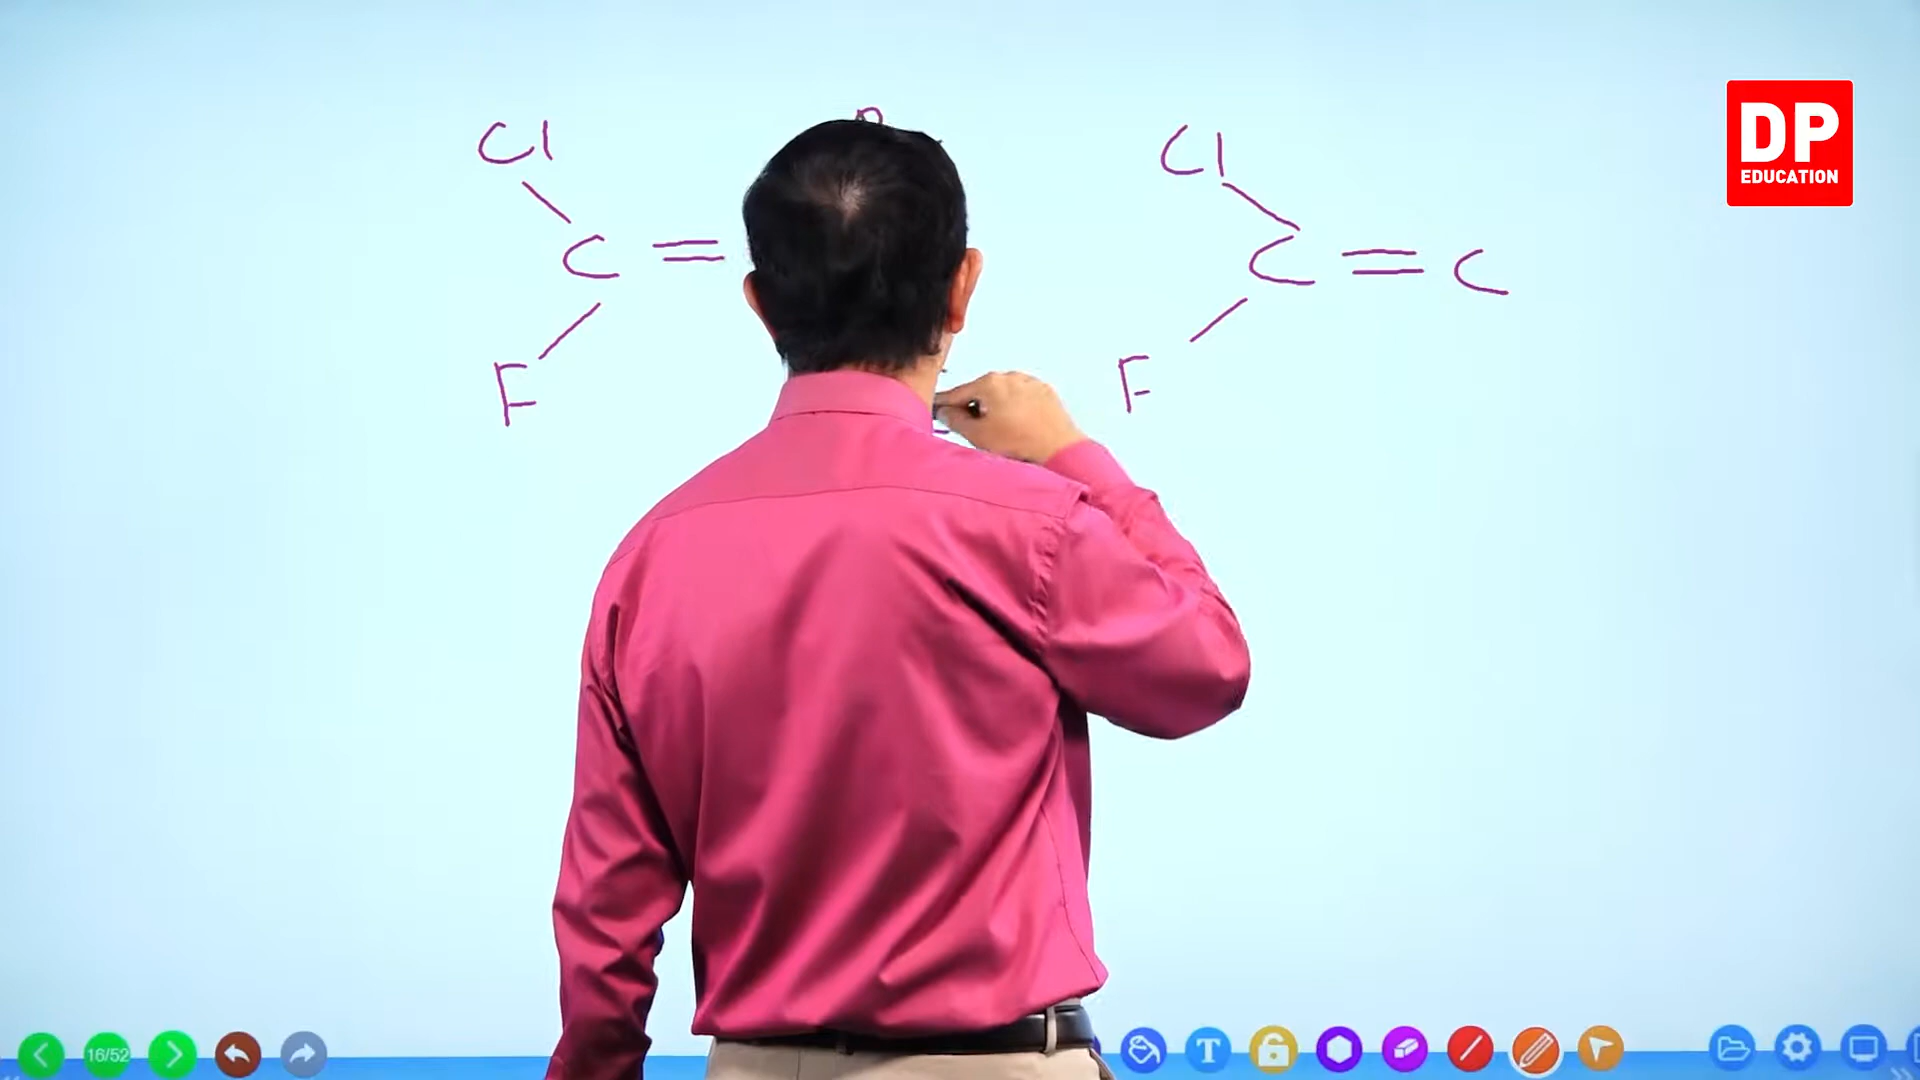 Cl
Cl
C =
C = C
F
F
DP
EDUCATION
16/52
T